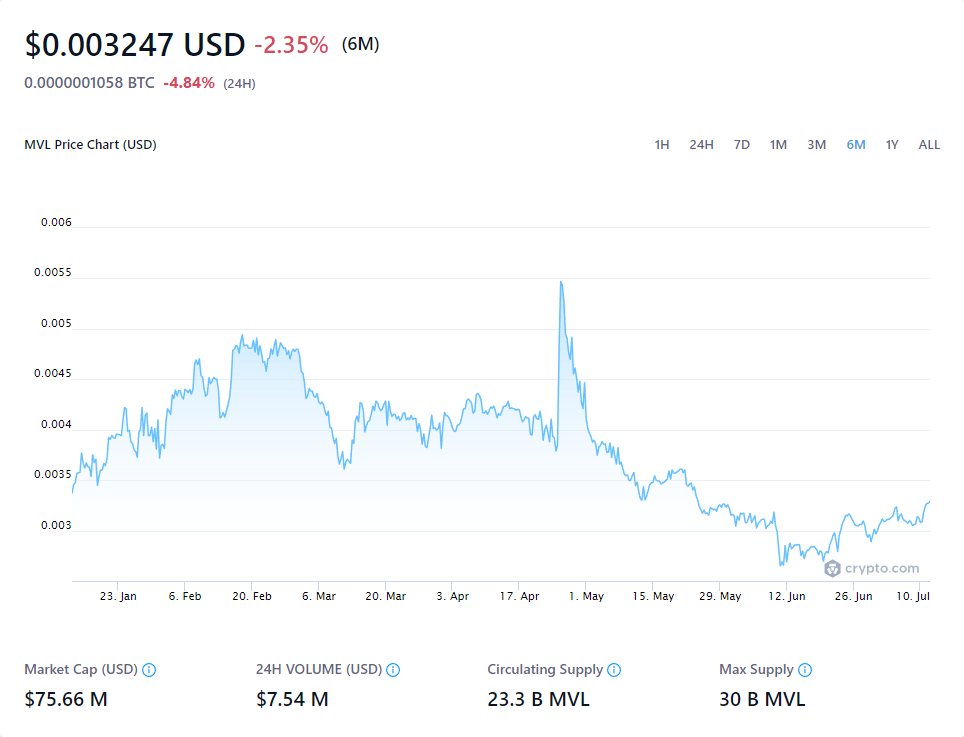 $0.003247 USD -2.35% (6M)
0.0000001058 BTC -4.84% (24H)
MVL Price Chart (USD) 1H 24H 7D 1M 3M 6M 1Y ALL
0.006
0.0055
0.005
0.0045
0.004
0.0035
0.003
crypto.com
23. Jan 6. Feb 20. Feb 6. Mar 20. Mar 3. Apr 17. Apr 1. May 15. May 29. May 12. Jun 26. Jun 10. Jul
Market Cap (USD) 24H VOLUME (USD) Circulating Supply Max Supply
$75.66 M $7.54 M 23.3 B MVL 30 B MVL